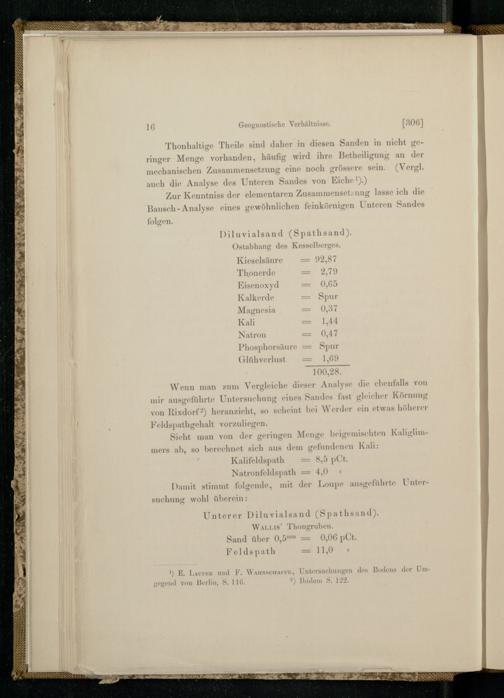 16 Geognostische Verhältnisse. [306]
Thonhaltige Theile sind daher in diesen Sanden in nicht ge-
ringer Menge vorhanden, häufig wird ihre Betheiligung an der
mechanischen Zusammensetzung eine noch grössere sein. (Vergl.
auch die Analyse des Unteren Sandes von Eiche¹).)
Zur Kenntniss der elementaren Zusammensetzung lasse ich die
Bausch-Analyse eines gewöhnlichen feinkörnigen Unteren Sandes
folgen.
Diluvialsand (Spathsand).
Ostabhang des Kesselberges.
Kieselsäure = 92,87
Thonerde = 2,79
Eisenoxyd = 0,65
Kalkerde = Spur
Magnesia = 0,37
Kali = 1,44
Natron = 0,47
Phosphorsäure = Spur
Glühverlust = 1,69
100,28.
Wenn man zum Vergleiche dieser Analyse die ebenfalls von
mir ausgeführte Untersuchung eines Sandes fast gleicher Körnung
von Rixdorf²) heranzieht, so scheint bei Werder ein etwas höherer
Feldspathgehalt vorzuliegen.
Sieht man von der geringen Menge beigemischten Kaliglim-
mers ab, so berechnet sich aus dem gefundenen Kali:
Kalifeldspath = 8,5 pCt.
Natronfeldspath = 4,0 »
Damit stimmt folgende, mit der Loupe ausgeführte Unter-
suchung wohl überein:
Unterer Diluvialsand (Spathsand).
WALLIS' Thongruben.
Sand über 0,5mm = 0,06 pCt.
Feldspath = 11,0 »
¹) E. LAUFER und F. WAHNSCHAFFE, Untersuchungen des Bodens der Um-
gegend von Berlin, S. 116. ²) Ibidem S. 122.